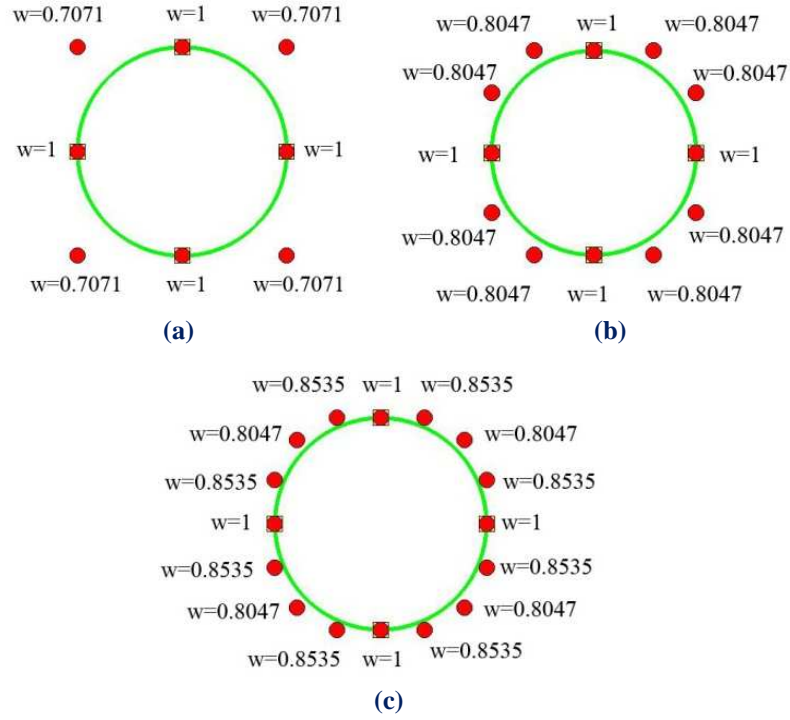 w=0.7071 w=1 w=0.7071
w=1 w=1
w=0.7071 w=1 w=0.7071
(a)
w=0.8047 w=1 w=0.8047
w=0.8047 w=0.8047
w=1 w=1
w=0.8047 w=0.8047
w=0.8047 w=1 w=0.8047
(b)
w=0.8535 w=1 w=0.8535
w=0.8047 w=0.8047
w=0.8535 w=0.8535
w=1 w=1
w=0.8535 w=0.8535
w=0.8047 w=0.8047
w=0.8535 w=1 w=0.8535
(c)